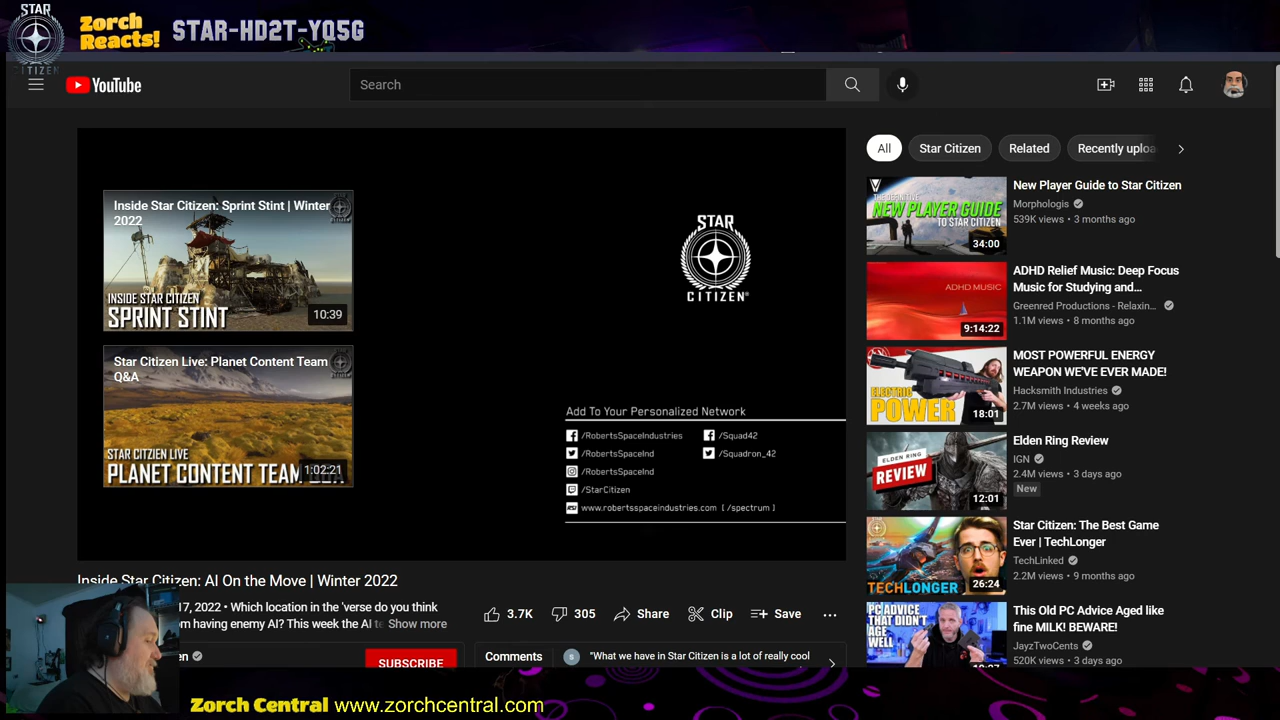 STAR
CITIZEN
Zorch
Reacts!
STAR-HD2T-YQ5G
YouTube
Search
Inside Star Citizen: Sprint Stint | Winter
2022
INSIDE STAR CITIZEN
SPRINT STINT
10:39
Star Citizen Live: Planet Content Team
Q&A
STAR CITZIEN LIVE
PLANET CONTENT TEAM
1:02:21
STAR
CITIZEN®
Add To Your Personalized Network
/RobertsSpaceIndustries
/Squad42
/RobertsSpaceInd
/Squadron_42
/RobertsSpaceInd
/StarCitizen
www.robertsspaceindustries.com [ /spectrum ]
Inside Star Citizen: AI On the Move | Winter 2022
17, 2022 • Which location in the 'verse do you think
om having enemy AI? This week the AI te Show more
3.7K
305
Share
Clip
Save
SUBSCRIBE
Comments
S
"What we have in Star Citizen is a lot of really cool
All
Star Citizen
Related
Recently uploa
THE DEFINITIVE
NEW PLAYER GUIDE
TO STAR CITIZEN
34:00
New Player Guide to Star Citizen
Morphologis
539K views • 3 months ago
ADHD MUSIC
9:14:22
ADHD Relief Music: Deep Focus
Music for Studying and...
Greenred Productions - Relaxin...
1.1M views • 8 months ago
ELECTRIC
POWER
18:01
MOST POWERFUL ENERGY
WEAPON WE'VE EVER MADE!
Hacksmith Industries
2.7M views • 4 weeks ago
ELDEN RING
REVIEW
12:01
Elden Ring Review
IGN
2.4M views • 3 days ago
New
TECHLONGER
26:24
Star Citizen: The Best Game
Ever | TechLonger
TechLinked
2.2M views • 9 months ago
PC ADVICE
THAT DIDN'T
AGE
WELL
This Old PC Advice Aged like
fine MILK! BEWARE!
JayzTwoCents
520K views • 3 days ago
Zorch Central www.zorchcentral.com